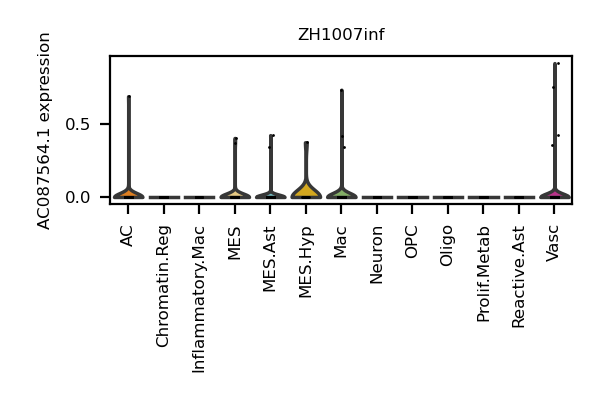 ZH1007inf
AC087564.1 expression
0.5
0.0
AC
Chromatin.Reg
Inflammatory.Mac
MES
MES.Ast
MES.Hyp
Mac
Neuron
OPC
Oligo
Prolif.Metab
Reactive.Ast
Vasc